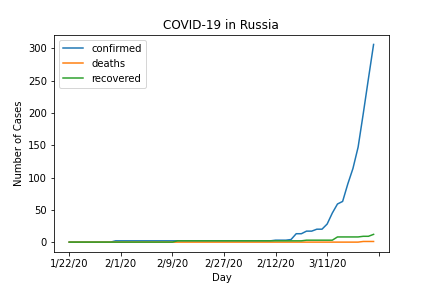 COVID-19 in Russia
confirmed
deaths
recovered
300
250
200
150
100
50
0
Number of Cases
1/22/20 2/1/20 2/9/20 2/27/20 2/12/20 3/11/20
Day